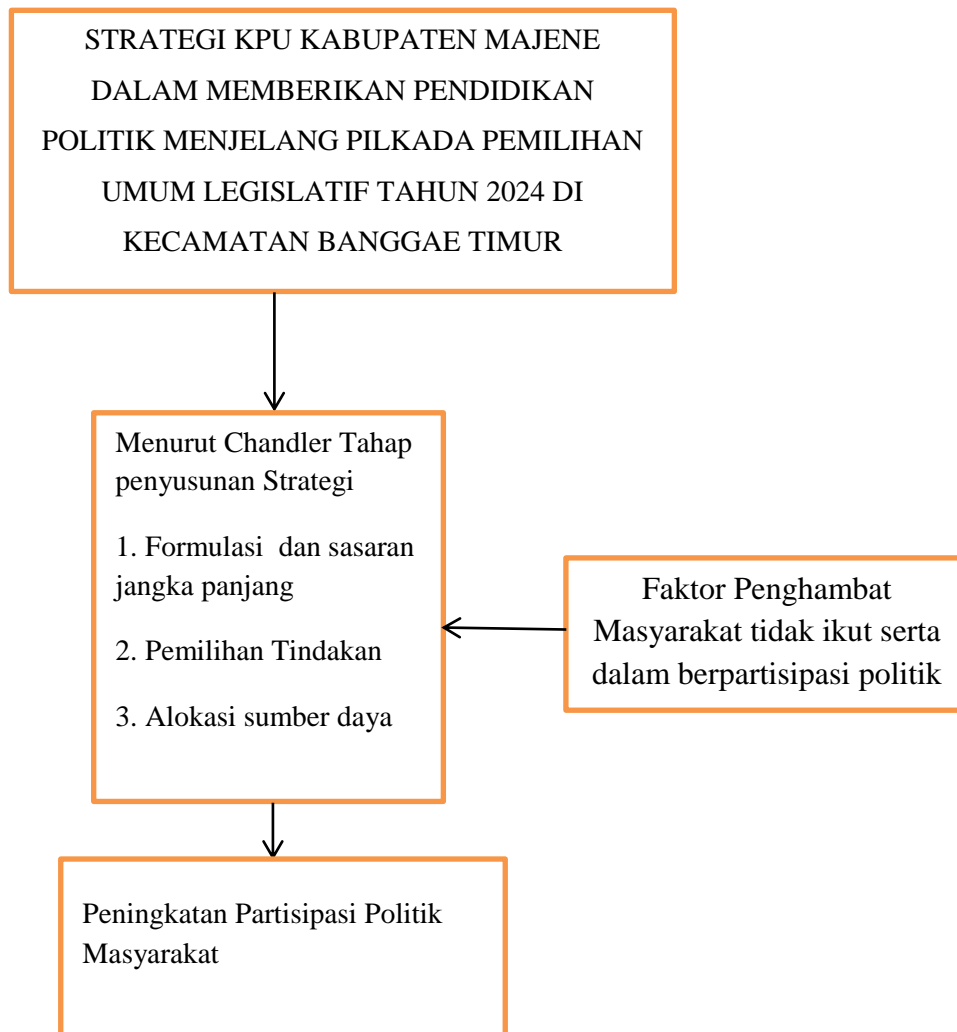 STRATEGI KPU KABUPATEN MAJENE
DALAM MEMBERIKAN PENDIDIKAN
POLITIK MENJELANG PILKADA PEMILIHAN
UMUM LEGISLATIF TAHUN 2024 DI
KECAMATAN BANGGAE TIMUR
Menurut Chandler Tahap
penyusunan Strategi
1. Formulasi dan sasaran
jangka panjang
2. Pemilihan Tindakan
3. Alokasi sumber daya
Faktor Penghambat
Masyarakat tidak ikut serta
dalam berpartisipasi politik
Peningkatan Partisipasi Politik
Masyarakat